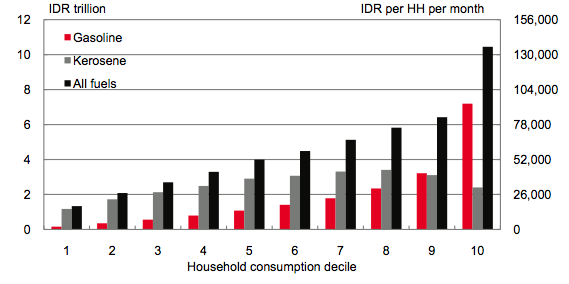 IDR trillion IDR per HH per month
12 156,000
Gasoline
10 130,000
Kerosene
8 All fuels 104,000
6 78,000
4 52,000
2 26,000
0 0
1 2 3 4 5 6 7 8 9 10
Household consumption decile